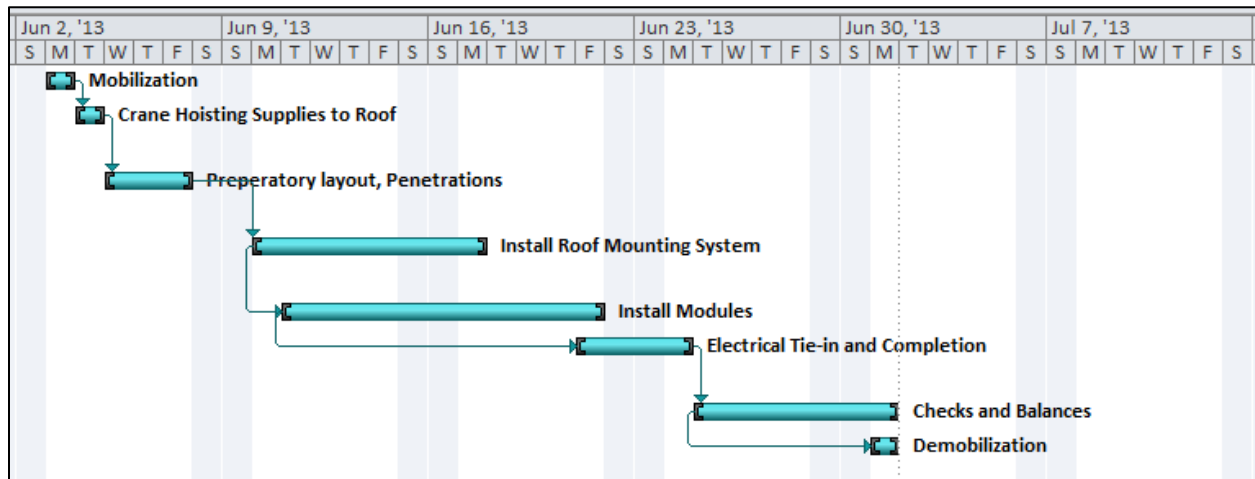 Jun 2, '13 Jun 9, '13 Jun 16, '13 Jun 23, '13 Jun 30, '13 Jul 7, '13
S M T W T F S S M T W T F S S M T W T F S S M T W T F S S M T W T F S S M T W T F S
Mobilization
Crane Hoisting Supplies to Roof
Preperatory layout, Penetrations
Install Roof Mounting System
Install Modules
Electrical Tie-in and Completion
Checks and Balances
Demobilization